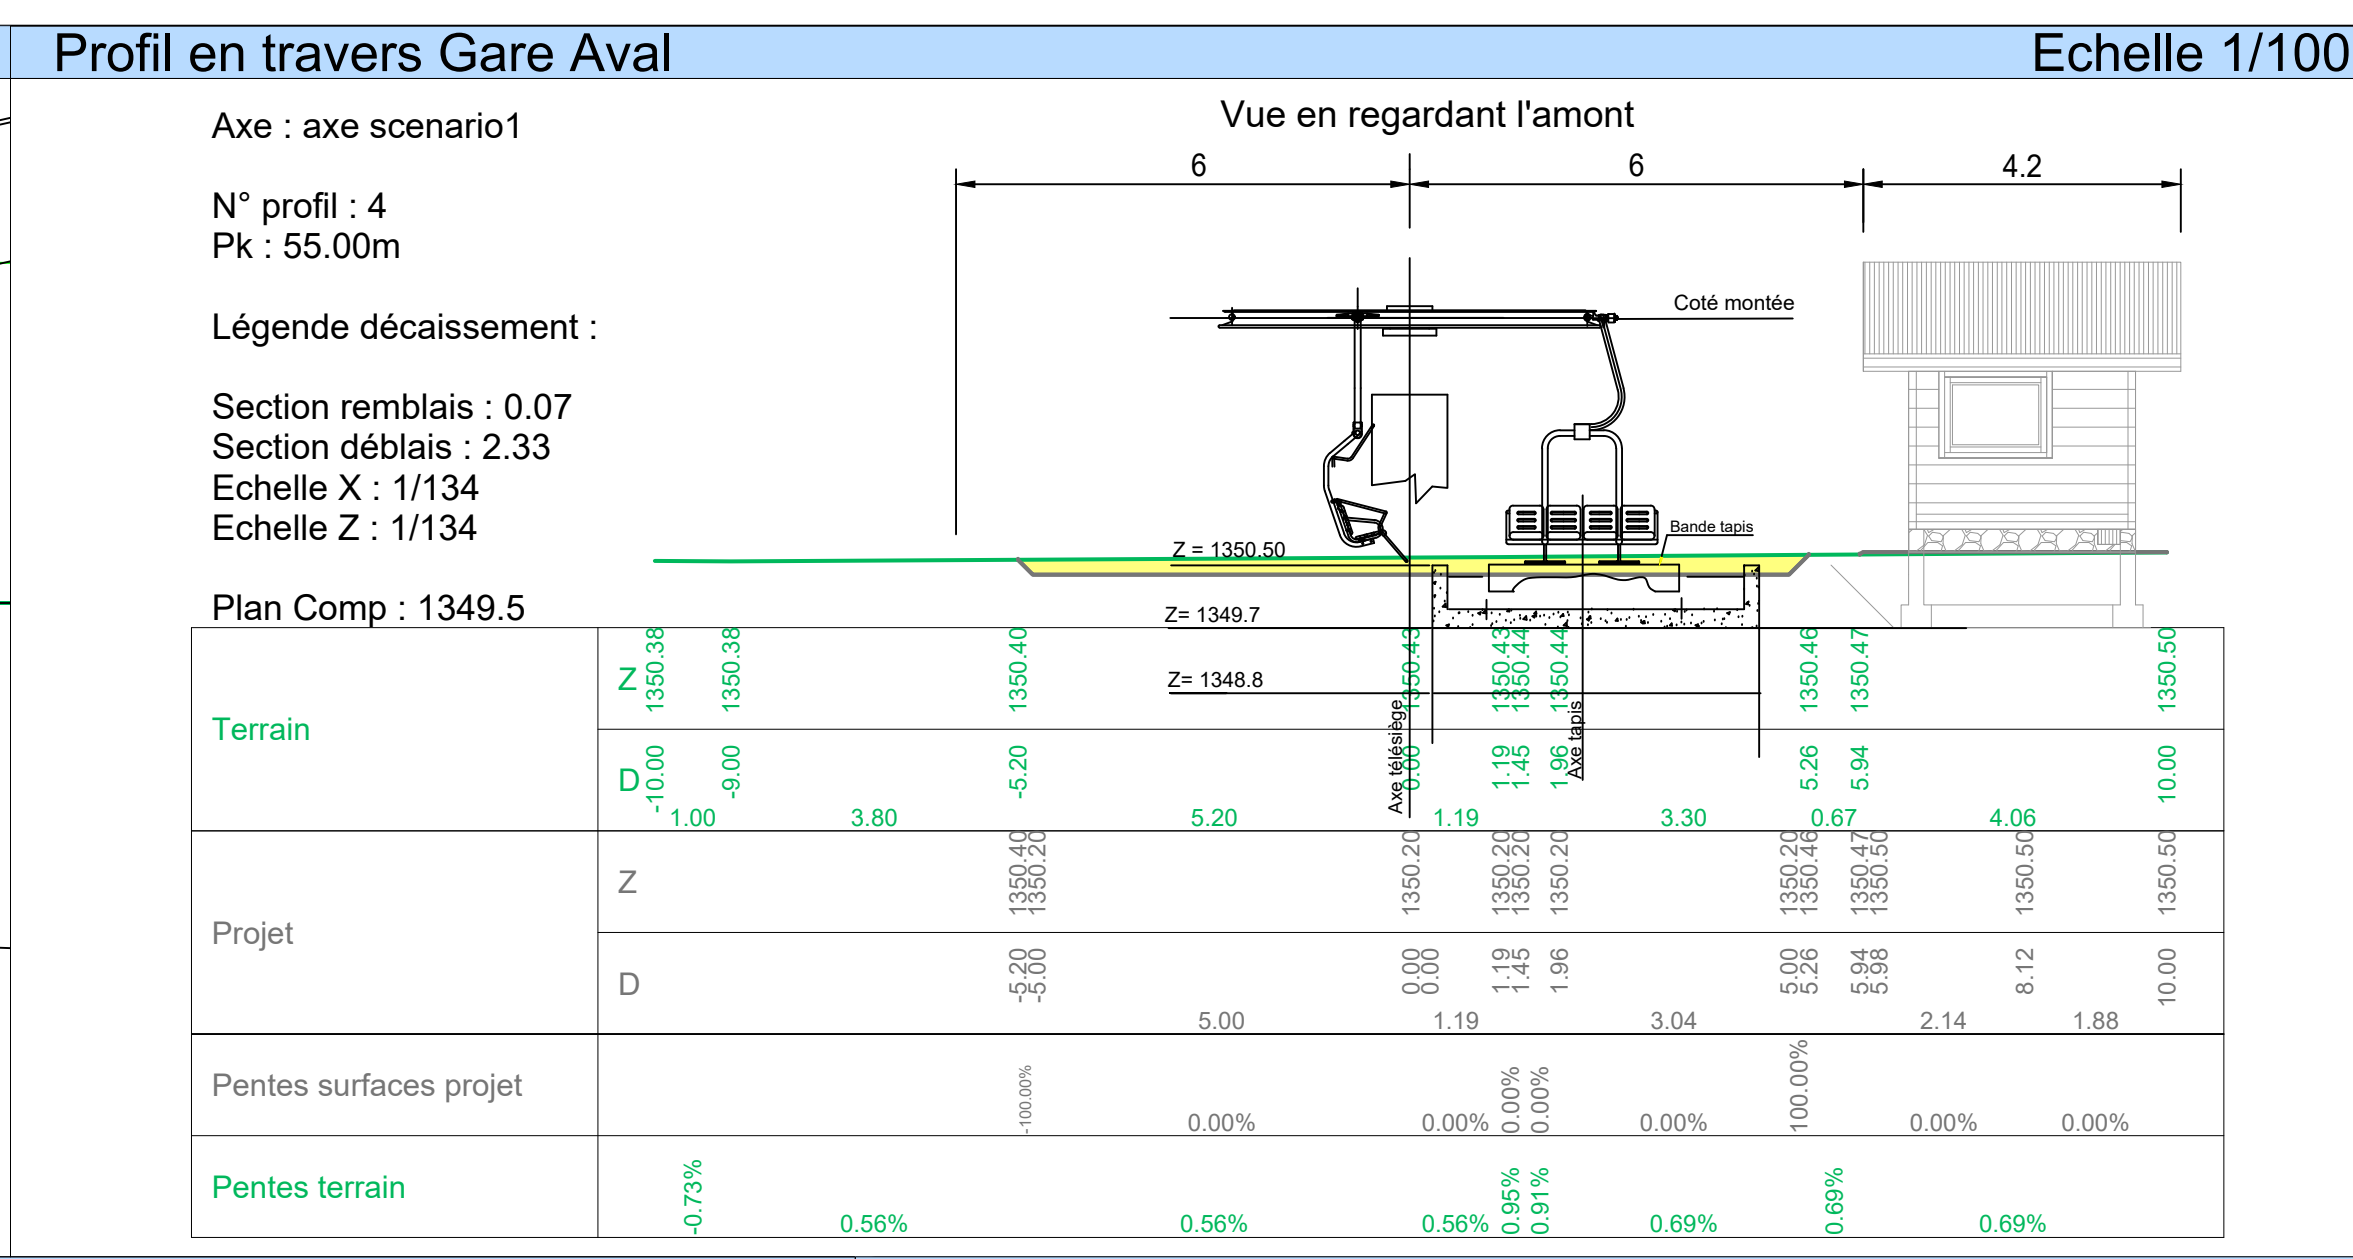 Profil en travers Gare Aval
Echelle 1/100
Axe : axe scenario1
N° profil : 4
Pk : 55.00m
Légende décaissement :
Section remblais : 0.07
Section déblais : 2.33
Echelle X : 1/134
Echelle Z : 1/134
Plan Comp : 1349.5
Vue en regardant l'amont
6
6
4.2
Coté montée
Bande tapis
Z = 1350.50
Z= 1349.7
Z= 1348.8
Axe télésiège
Axe tapis
Terrain
Z
1350.38
1350.38
1350.40
1350.43
1350.43
1350.44
1350.44
1350.46
1350.47
1350.50
D
-10.00
-9.00
-5.20
0.00
1.19
1.45
1.96
5.26
5.94
10.00
1.00
3.80
5.20
1.19
3.30
0.67
4.06
Projet
Z
1350.40
1350.20
1350.20
1350.20
1350.20
1350.20
1350.20
1350.46
1350.47
1350.50
1350.50
1350.50
D
-5.20
-5.00
0.00
0.00
1.19
1.45
1.96
5.00
5.26
5.94
5.98
8.12
10.00
5.00
1.19
3.04
2.14
1.88
Pentes surfaces projet
-100.00%
0.00%
0.00%
0.00%
0.00%
0.00%
100.00%
0.00%
0.00%
Pentes terrain
-0.73%
0.56%
0.56%
0.56%
0.95%
0.91%
0.69%
0.69%
0.69%